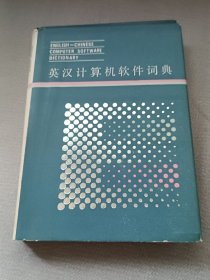 ENGLISH-CHINESE
COMPUTER SOFTWARE
DICTIONARY
英汉计算机软件词典